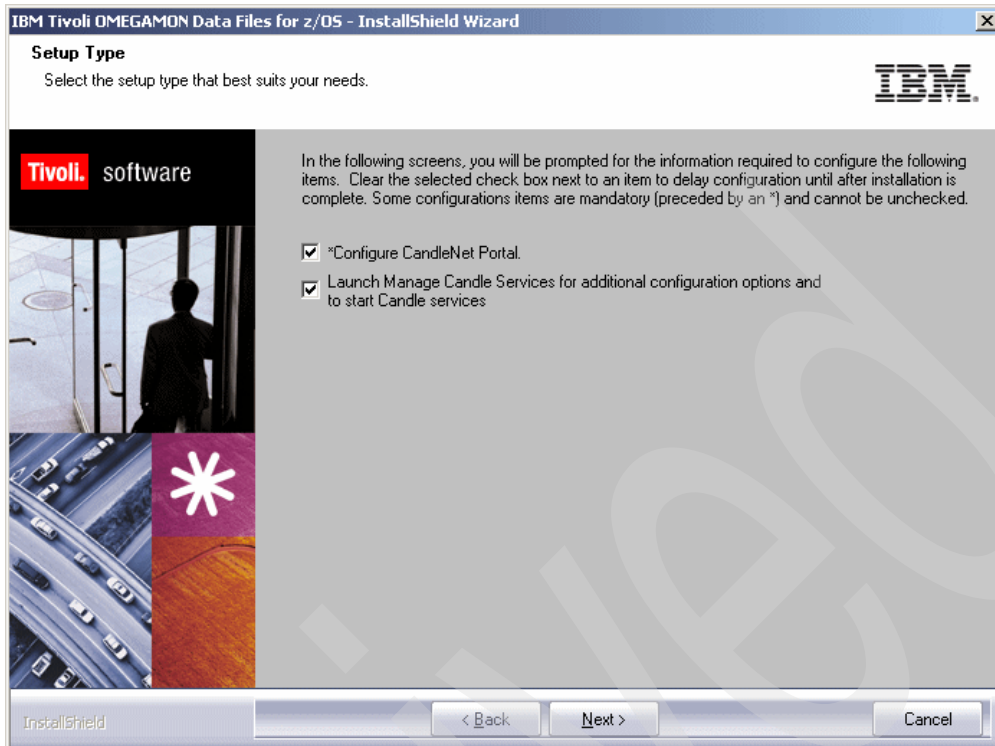 IBM Tivoli OMEGAMON Data Files for z/OS - InstallShield Wizard
Setup Type
Select the setup type that best suits your needs.
IBM.
Tivoli. software
In the following screens, you will be prompted for the information required to configure the following
items. Clear the selected check box next to an item to delay configuration until after installation is
complete. Some configurations items are mandatory (preceded by an *) and cannot be unchecked.
*Configure CandleNet Portal.
Launch Manage Candle Services for additional configuration options and
to start Candle services
InstallShield
< Back
Next >
Cancel